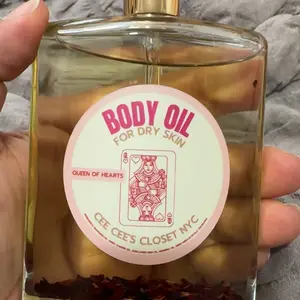 BODY OIL
FOR DRY SKIN
QUEEN OF HEARTS
CEE CEE'S CLOSET NYC